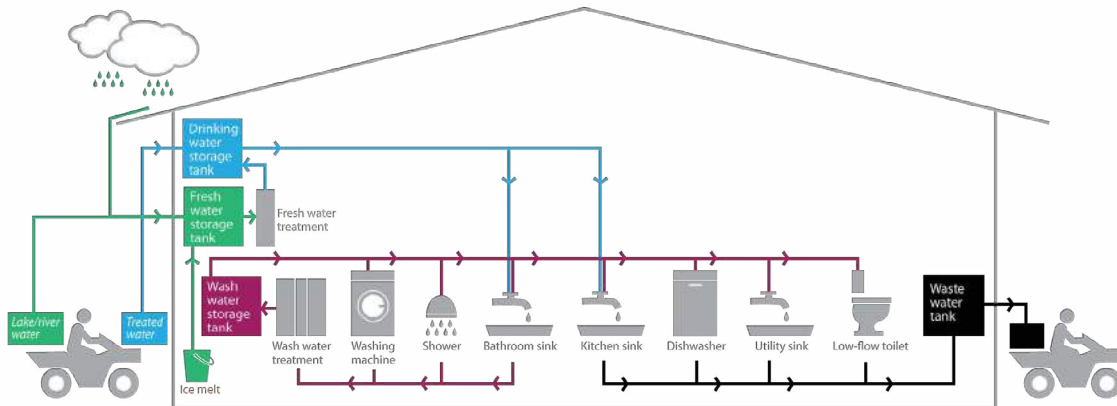 Drinking
water
storage
tank
Fresh
water
storage
tank
Fresh water
treatment
Wash
water
storage
tank
Waste
water
tank
Lake/river
water
Treated
water
Ice melt
Wash water
treatment
Washing
machine
Shower
Bathroom sink
Kitchen sink
Dishwasher
Utility sink
Low-flow toilet